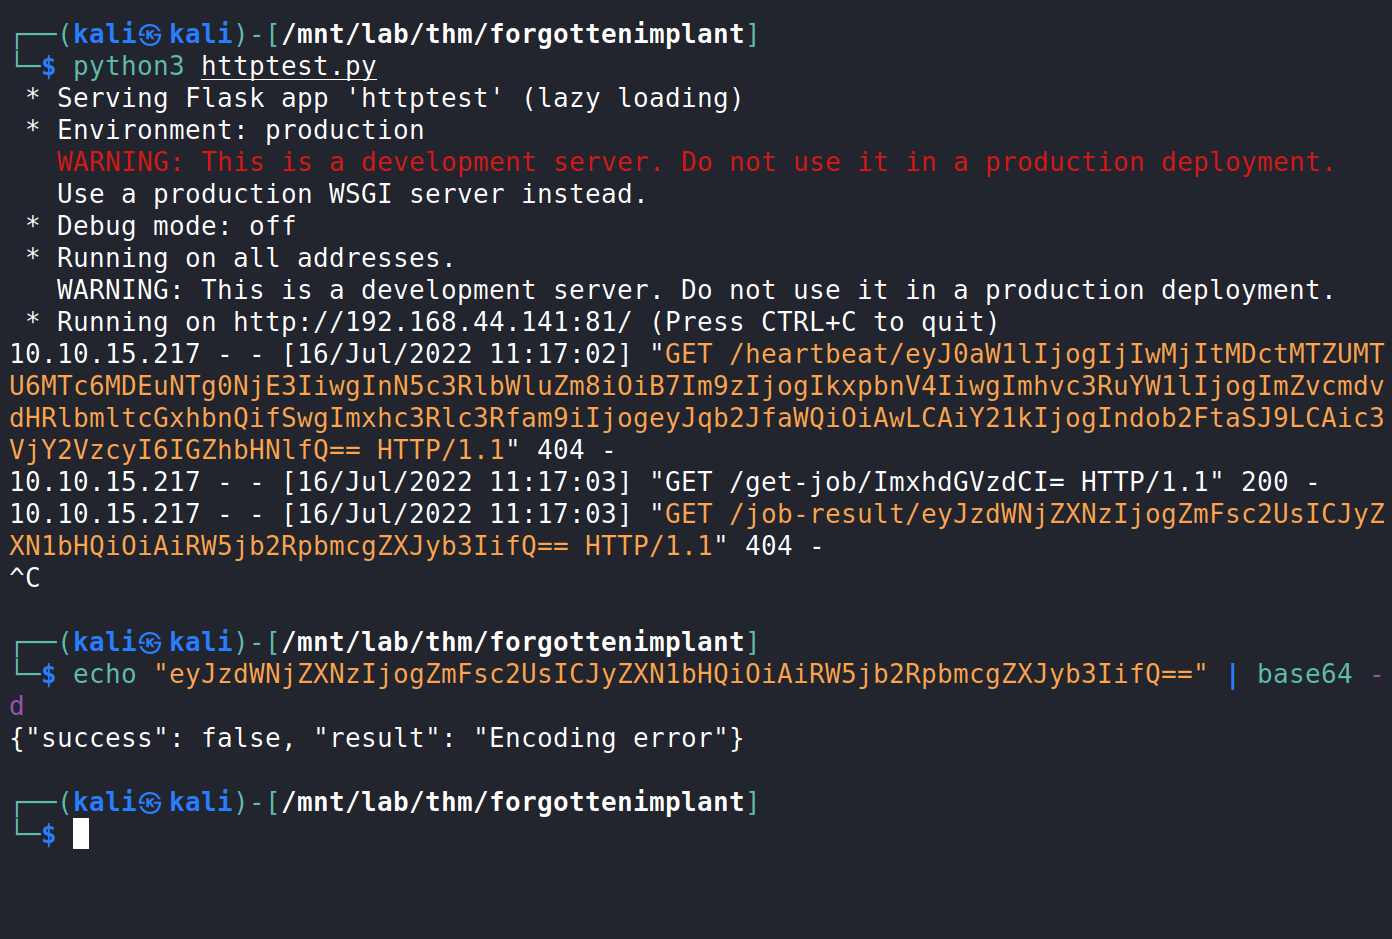 ┌──(kali㉿kali)-[/mnt/lab/thm/forgottenimplant]
└─$ python3 httptest.py
 * Serving Flask app 'httptest' (lazy loading)
 * Environment: production
   WARNING: This is a development server. Do not use it in a production deployment.
   Use a production WSGI server instead.
 * Debug mode: off
 * Running on all addresses.
   WARNING: This is a development server. Do not use it in a production deployment.
 * Running on http://192.168.44.141:81/ (Press CTRL+C to quit)
10.10.15.217 - - [16/Jul/2022 11:17:02] "GET /heartbeat/eyJ0aW1lIjogIjIwMjItMDctMTZUMT
U6MTc6MDEuNTg0NjE3IiwgInN5c3RlbWluZm8iOiB7Im9zIjogIkxpbnV4IiwgImhvc3RuYW1lIjogImZvcmdv
dHRlbmltcGxhbnQifSwgImxhc3Rlc3Rfam9iIjogeyJqb2JfaWQiOiAwLCAiY21kIjogIndob2FtaSJ9LCAic3
VjY2VzcyI6IGZhbHNlfQ== HTTP/1.1" 404 -
10.10.15.217 - - [16/Jul/2022 11:17:03] "GET /get-job/ImxhdGVzdCI= HTTP/1.1" 200 -
10.10.15.217 - - [16/Jul/2022 11:17:03] "GET /job-result/eyJzdWNjZXNzIjogZmFsc2UsICJyZ
XN1bHQiOiAiRW5jb2RpbmcgZXJyb3IifQ== HTTP/1.1" 404 -
^C
┌──(kali㉿kali)-[/mnt/lab/thm/forgottenimplant]
└─$ echo "eyJzdWNjZXNzIjogZmFsc2UsICJyZXN1bHQiOiAiRW5jb2RpbmcgZXJyb3IifQ==" | base64 -
d
{"success": false, "result": "Encoding error"}
┌──(kali㉿kali)-[/mnt/lab/thm/forgottenimplant]
└─$